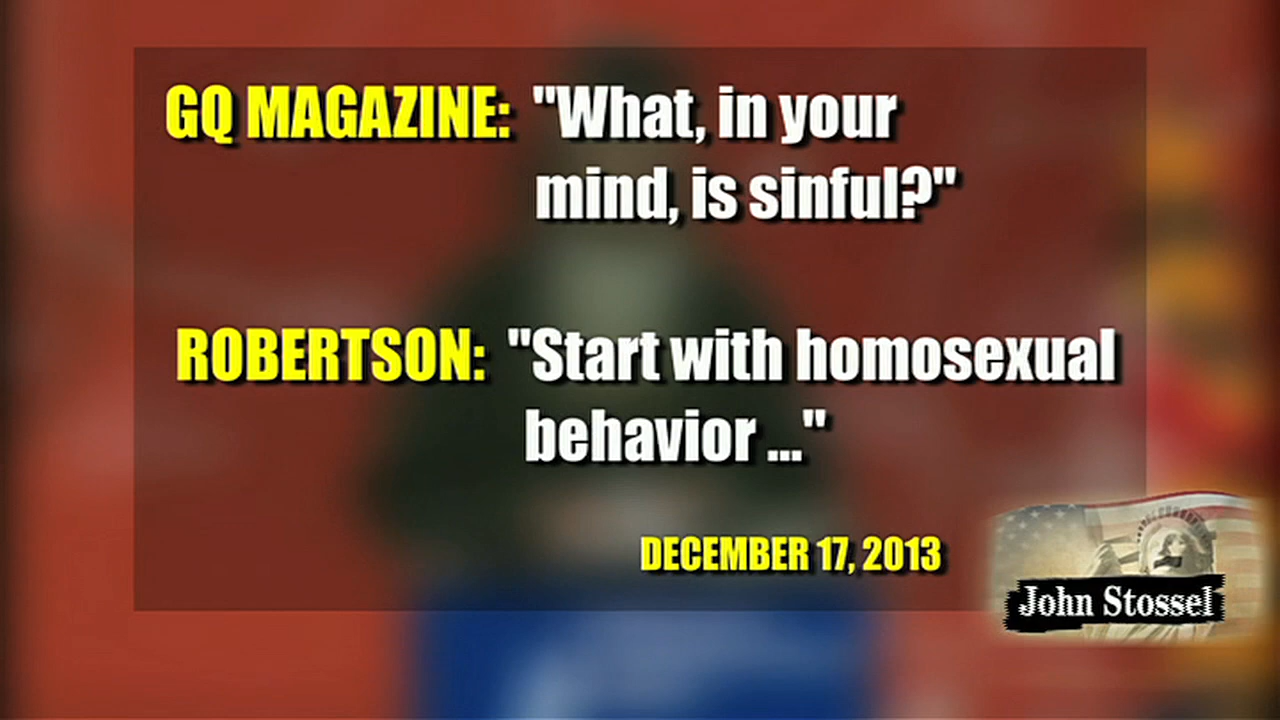 GQ MAGAZINE: "What, in your
mind, is sinful?"
ROBERTSON: "Start with homosexual
behavior ..."
DECEMBER 17, 2013
John Stossel